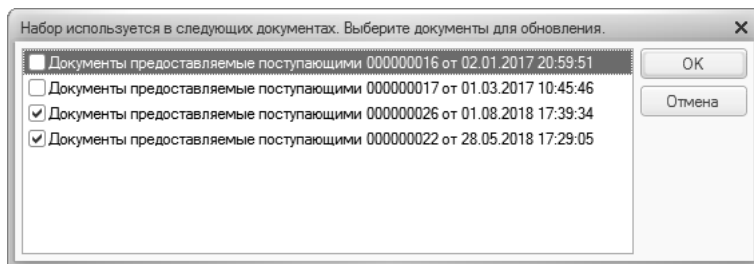 Набор используется в следующих документах. Выберите документы для обновления.
Документы предоставляемые поступающими 000000016 от 02.01.2017 20:59:51
Документы предоставляемые поступающими 000000017 от 01.03.2017 10:45:46
Документы предоставляемые поступающими 000000026 от 01.08.2018 17:39:34
Документы предоставляемые поступающими 000000022 от 28.05.2018 17:29:05
OK
Отмена